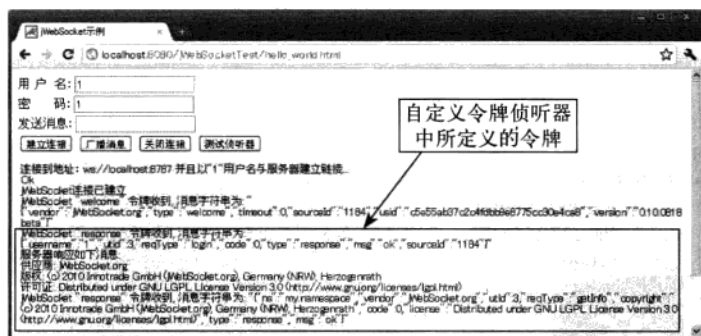 jWebSocket示例
localhost:8080/jWebSocketTest/hello_world.html
用 户 名: 1
密 码: 1
发送消息:
建立连接 广播消息 关闭连接 测试侦听器
自定义令牌侦听器
中所定义的令牌
连接到地址: ws://localhost:8787 并且以"1"用户名与服务器建立链接...
Ok
jWebSocket连接已建立
jWebSocket "welcome" 令牌收到, 消息字符串为: "
{"vendor":"jWebSocket.org","type":"welcome","timeout":0,"sourceId":"1184","usid":
"version":"0.10.0818
beta"}"
jWebSocket "response" 令牌收到, 消息字符串为: "
{"username":"1","utid":3,"reqType":"login","code":0,"type":"response","msg":"ok","sourceId":"1184"}"
服务器响应如下消息:
供应商: jWebSocket.org
版权: (c) 2010 Innotrade GmbH (jWebSocket.org), Germany (NRW), Herzogenrath
许可证: Distributed under GNU LGPL License Version 3.0 (http://www.gnu.org/licenses/lgpl.html)
jWebSocket "response" 令牌收到, 消息字符串为: "{"ns":"my.namespace","vendor":"jWebSocket.org","utid":3,"reqType":"getInfo","copyright":"
(c) 2010 Innotrade GmbH (jWebSocket.org), Germany (NRW), Herzogenrath","code":0,"license":"Distributed under GNU LGPL License Version 3.0
(http://www.gnu.org/licenses/lgpl.html)","type":"response","msg":"ok"}"